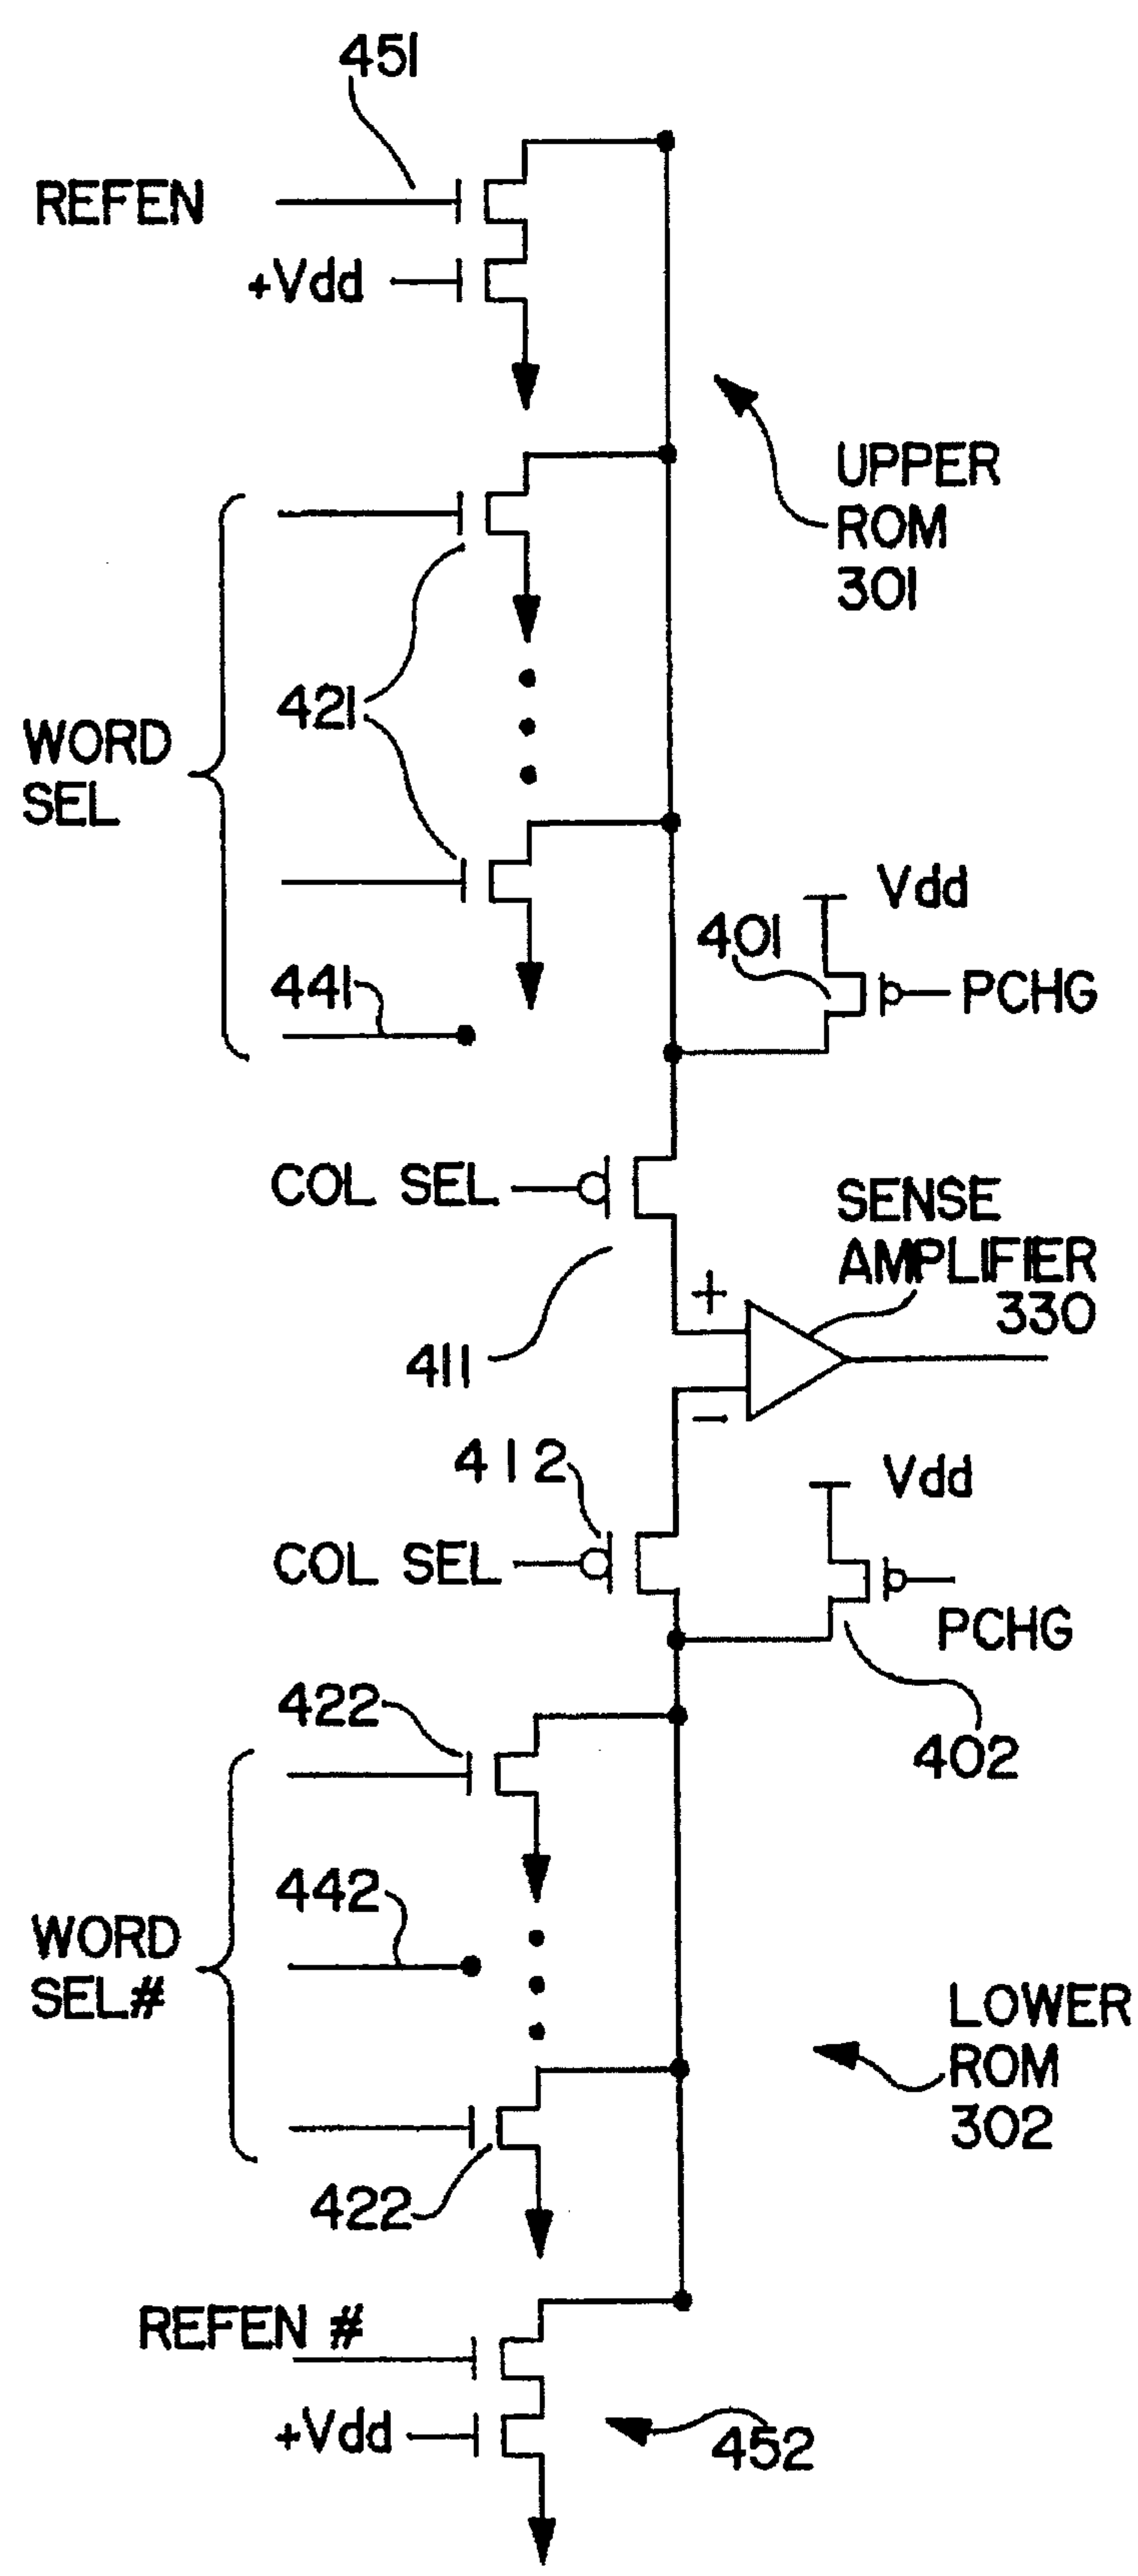 451
REFEN
+Vdd
UPPER
ROM
301
421
WORD
SEL
Vdd
401
PCHG
441
COL SEL
SENSE
AMPLIFIER
330
+
411
−
412
Vdd
COL SEL
PCHG
422
402
442
WORD
SEL#
LOWER
ROM
302
422
REFEN #
+Vdd
452